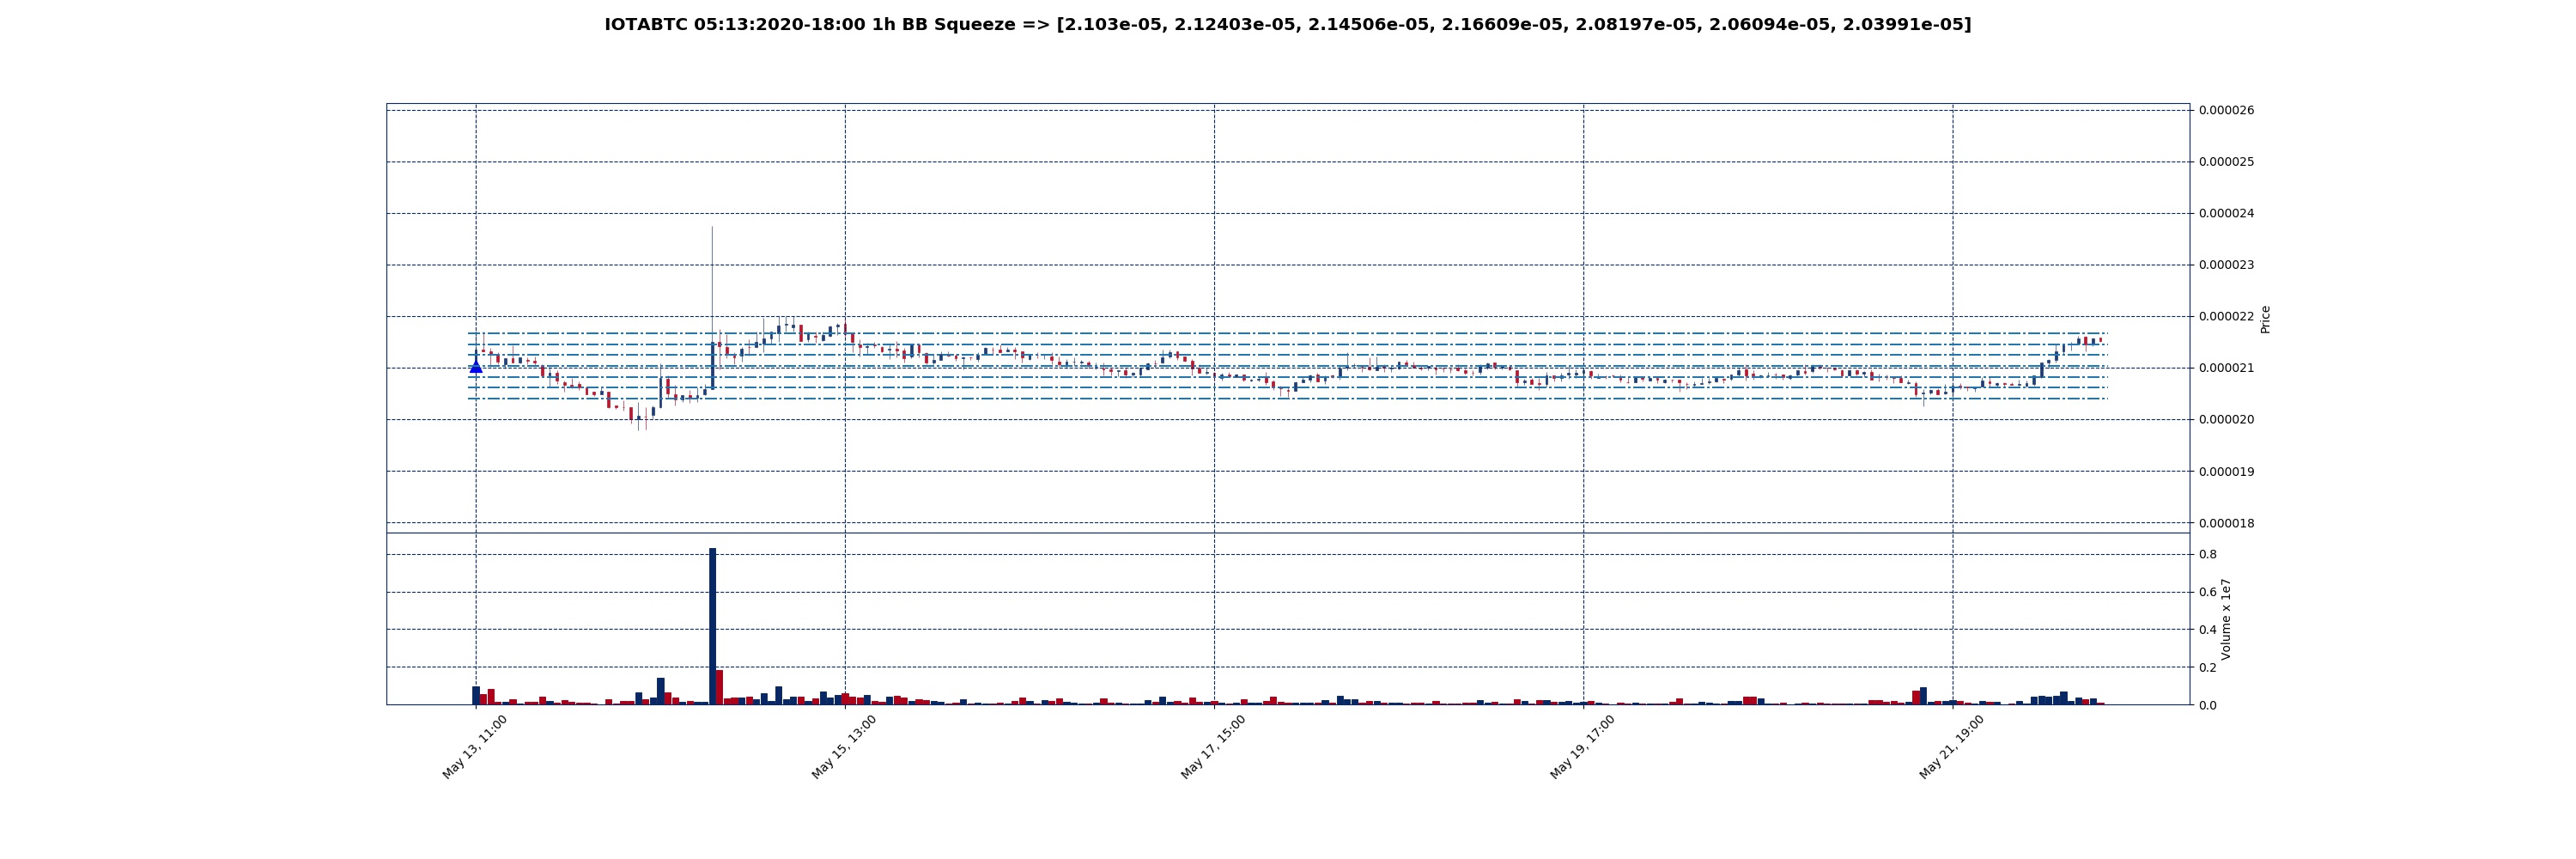 IOTABTC 05:13:2020-18:00 1h BB Squeeze => [2.103e-05, 2.12403e-05, 2.14506e-05, 2.16609e-05, 2.08197e-05, 2.06094e-05, 2.03991e-05]
0.000026
0.000025
0.000024
0.000023
0.000022
0.000021
0.000020
0.000019
0.000018
Price
0.8
0.6
0.4
0.2
0.0
Volume x 1e7
May 13, 11:00
May 15, 13:00
May 17, 15:00
May 19, 17:00
May 21, 19:00